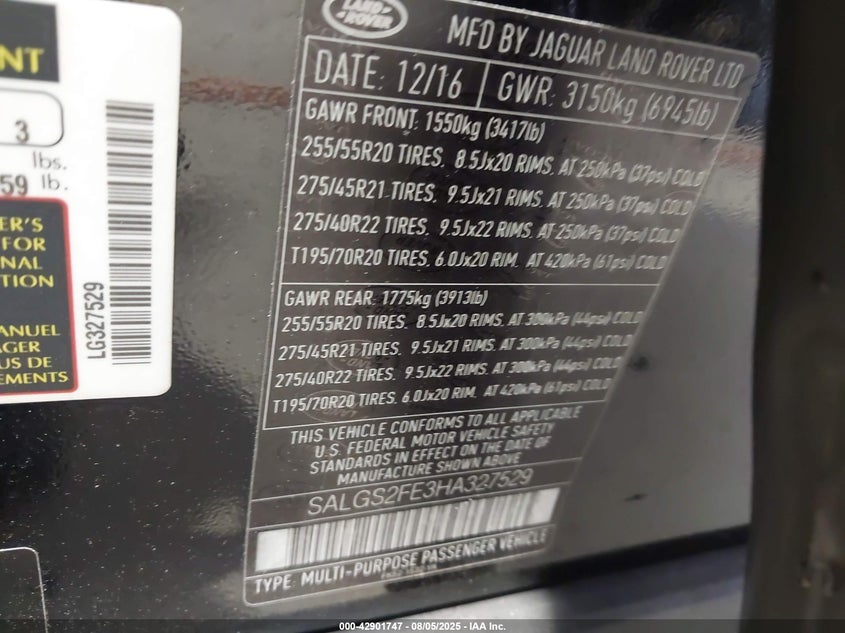 LAND
ROVER
MFD BY JAGUAR LAND ROVER LTD
DATE: 12/16 GWR: 3150kg (6945lb)
GAWR FRONT: 1550kg (3417lb)
255/55R20 TIRES. 8.5Jx20 RIMS. AT 250kPa (37psi) COLD
275/45R21 TIRES. 9.5Jx21 RIMS. AT 250kPa (37psi) COLD
275/40R22 TIRES. 9.5Jx22 RIMS. AT 250kPa (37psi) COLD
T195/70R20 TIRES. 6.0Jx20 RIM. AT 420kPa (61psi) COLD
GAWR REAR: 1775kg (3913lb)
255/55R20 TIRES. 8.5Jx20 RIMS. AT 300kPa (44psi) COLD
275/45R21 TIRES. 9.5Jx21 RIMS. AT 300kPa (44psi) COLD
275/40R22 TIRES. 9.5Jx22 RIMS. AT 300kPa (44psi) COLD
T195/70R20 TIRES. 6.0Jx20 RIM. AT 420kPa (61psi) COLD
THIS VEHICLE CONFORMS TO ALL APPLICABLE
U.S. FEDERAL MOTOR VEHICLE SAFETY
STANDARDS IN EFFECT ON THE DATE OF
MANUFACTURE SHOWN ABOVE
SALGS2FE3HA327529
TYPE: MULTI-PURPOSE PASSENGER VEHICLE
NT
3
lbs.
59 lb.
ER'S
FOR
NAL
TION
MANUEL
AGER
US DE
EMENTS
LG327529
000-42901747 - 08/05/2025 - IAA Inc.